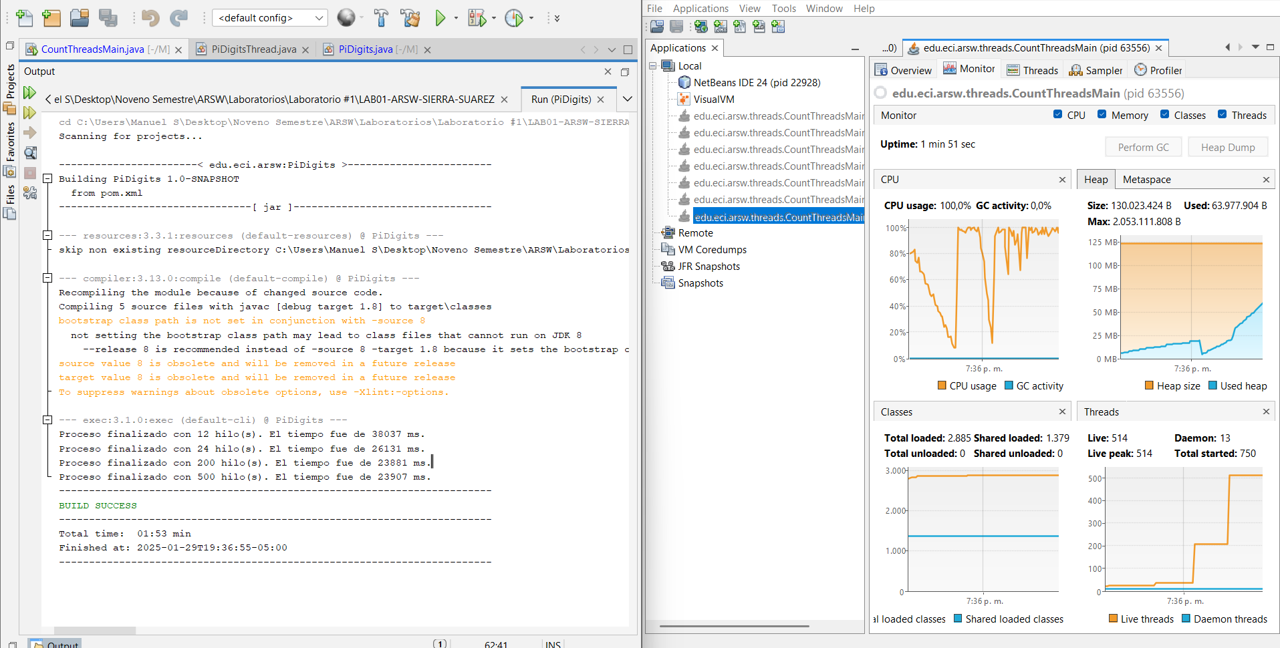 <default config>
CountThreadsMain.java [-/M]
PiDigitsThread.java
PiDigits.java [-/M]
Output
Projects
Favorites
Files
el S\Desktop\Noveno Semestre\ARSW\Laboratorios\Laboratorio #1\LAB01-ARSW-SIERRA-SUAREZ
Run (PiDigits)
cd C:\Users\Manuel S\Desktop\Noveno Semestre\ARSW\Laboratorios\Laboratorio #1\LAB01-ARSW-SIERRA
Scanning for projects...
----------------------< edu.eci.arsw:PiDigits >-----------------------
Building PiDigits 1.0-SNAPSHOT
from pom.xml
--------------------------------[ jar ]---------------------------------
--- resources:3.3.1:resources (default-resources) @ PiDigits ---
skip non existing resourceDirectory C:\Users\Manuel S\Desktop\Noveno Semestre\ARSW\Laboratorios
--- compiler:3.13.0:compile (default-compile) @ PiDigits ---
Recompiling the module because of changed source code.
Compiling 5 source files with javac [debug target 1.8] to target\classes
bootstrap class path is not set in conjunction with -source 8
not setting the bootstrap class path may lead to class files that cannot run on JDK 8
--release 8 is recommended instead of -source 8 -target 1.8 because it sets the bootstrap c
source value 8 is obsolete and will be removed in a future release
target value 8 is obsolete and will be removed in a future release
To suppress warnings about obsolete options, use -Xlint:-options.
--- exec:3.1.0:exec (default-cli) @ PiDigits ---
Proceso finalizado con 12 hilo(s). El tiempo fue de 38037 ms.
Proceso finalizado con 24 hilo(s). El tiempo fue de 26131 ms.
Proceso finalizado con 200 hilo(s). El tiempo fue de 23881 ms.
Proceso finalizado con 500 hilo(s). El tiempo fue de 23907 ms.
------------------------------------------------------------------------
BUILD SUCCESS
------------------------------------------------------------------------
Total time:  01:53 min
Finished at: 2025-01-29T19:36:55-05:00
------------------------------------------------------------------------
Output
1
62:41
INS
File Applications View Tools Window Help
Applications
Local
NetBeans IDE 24 (pid 22928)
VisualVM
edu.eci.arsw.threads.CountThreadsMain
edu.eci.arsw.threads.CountThreadsMain
edu.eci.arsw.threads.CountThreadsMain
edu.eci.arsw.threads.CountThreadsMain
edu.eci.arsw.threads.CountThreadsMain
edu.eci.arsw.threads.CountThreadsMain
edu.eci.arsw.threads.CountThreadsMain
Remote
VM Coredumps
JFR Snapshots
Snapshots
...0)
edu.eci.arsw.threads.CountThreadsMain (pid 63556)
Overview Monitor Threads Sampler Profiler
edu.eci.arsw.threads.CountThreadsMain (pid 63556)
Monitor
CPU Memory Classes Threads
Uptime: 1 min 51 sec
Perform GC Heap Dump
CPU
CPU usage: 100,0% GC activity: 0,0%
100%
80%
60%
40%
20%
0%
7:36 p. m.
CPU usage GC activity
Heap Metaspace
Size: 130.023.424 B Used: 63.977.904 B
Max: 2.053.111.808 B
125 MB
100 MB
75 MB
50 MB
25 MB
0 MB
7:36 p. m.
Heap size Used heap
Classes
Total loaded: 2.885 Shared loaded: 1.379
Total unloaded: 0 Shared unloaded: 0
3.000
2.000
1.000
0
7:36 p. m.
al loaded classes Shared loaded classes
Threads
Live: 514 Daemon: 13
Live peak: 514 Total started: 750
500
400
300
200
100
0
7:36 p. m.
Live threads Daemon threads